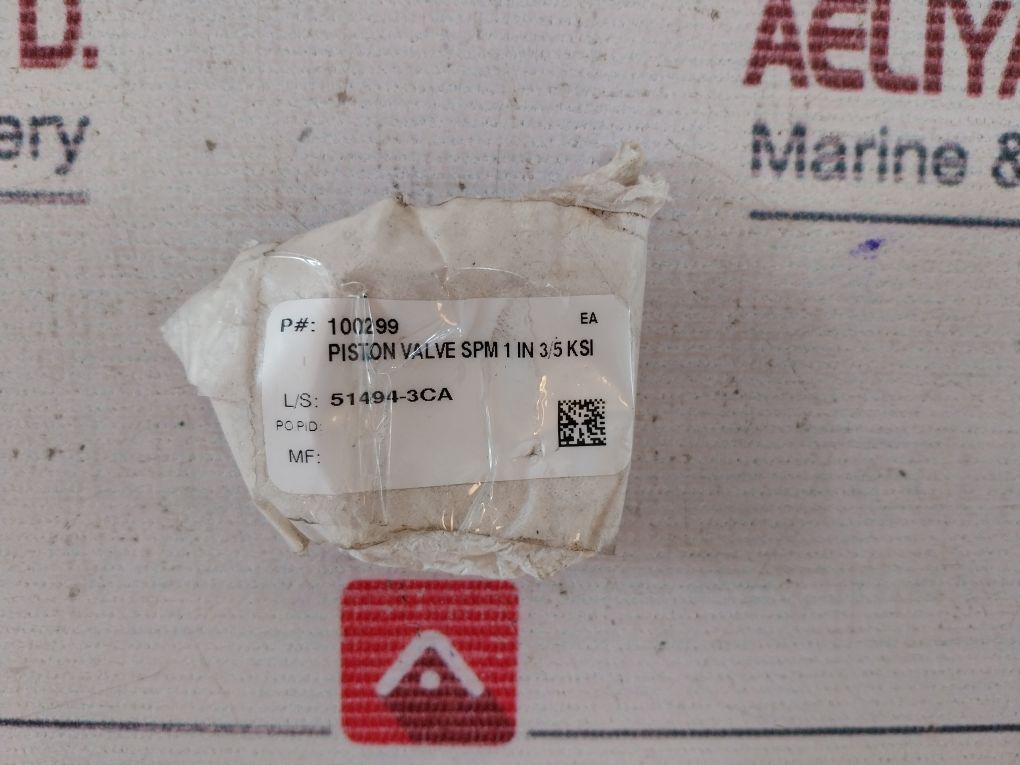 D.
ery
AELIYA
Marine &
P#: 100299 EA
PISTON VALVE SPM 1 IN 3/5 KSI
L/S: 51494-3CA
PO PID:
MF: